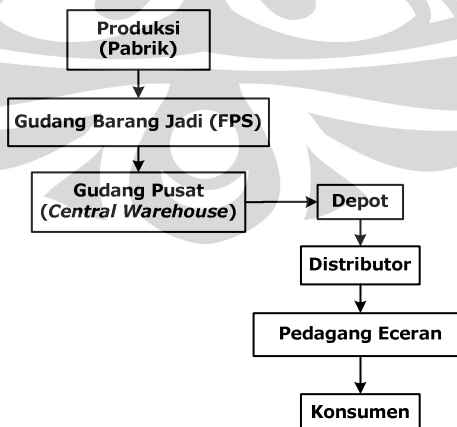 Produksi
(Pabrik)
Gudang Barang Jadi (FPS)
Gudang Pusat
(Central Warehouse)
Depot
Distributor
Pedagang Eceran
Konsumen